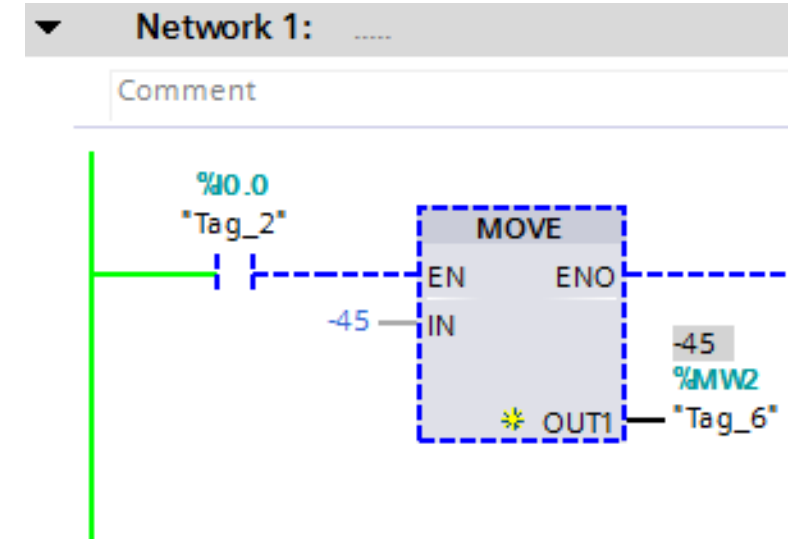 Network 1: .....
Comment
%I0.0
"Tag_2"
MOVE
EN ENO
-45 IN
-45
%MW2
OUT1 "Tag_6"